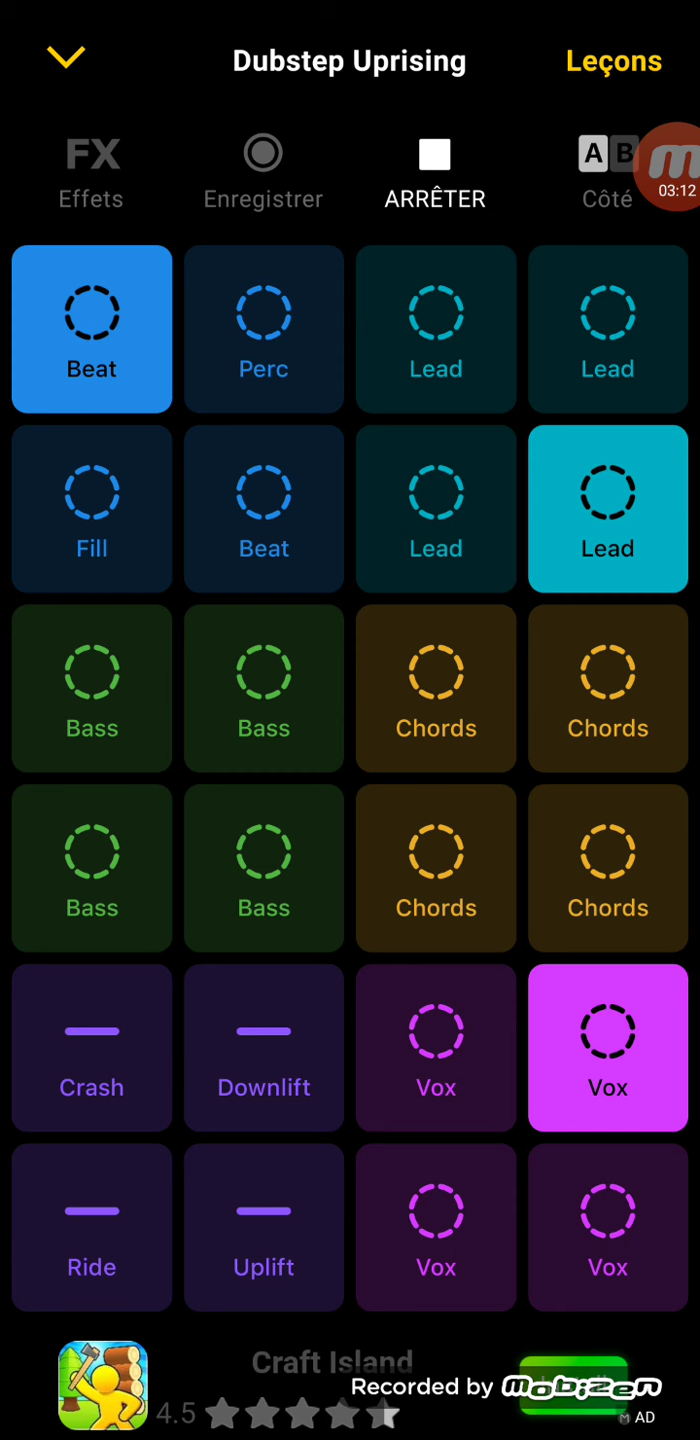 Dubstep Uprising
Leçons
FX
Effets
Enregistrer
ARRÊTER
A B
Côté
03:12
Beat
Perc
Lead
Lead
Fill
Beat
Lead
Lead
Bass
Bass
Chords
Chords
Bass
Bass
Chords
Chords
Crash
Downlift
Vox
Vox
Ride
Uplift
Vox
Vox
Craft Island
Recorded by Mobizen
4.5
AD